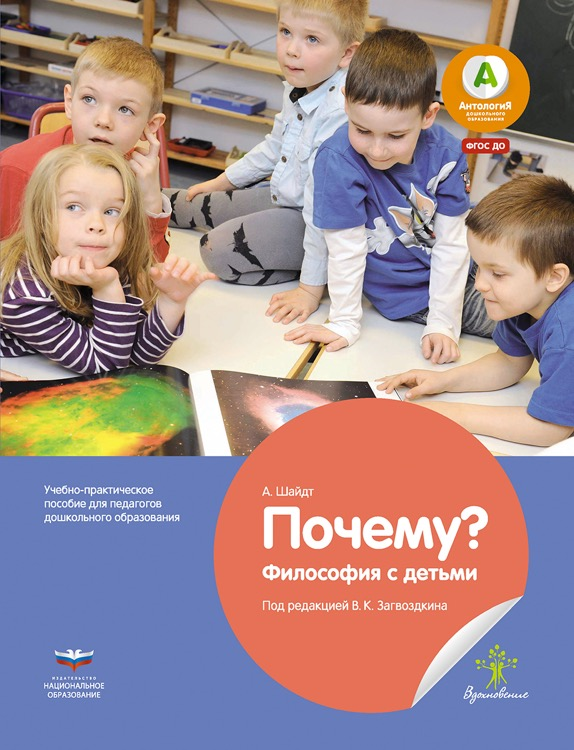 А
АнтологиЯ
ДОШКОЛЬНОГО
ОБРАЗОВАНИЯ
ФГОС ДО
Учебно-практическое
пособие для педагогов
дошкольного образования
А. Шайдт
Почему?
Философия с детьми
Под редакцией В. К. Загвоздкина
ИЗДАТЕЛЬСТВО
НАЦИОНАЛЬНОЕ
ОБРАЗОВАНИЕ
Вдохновение